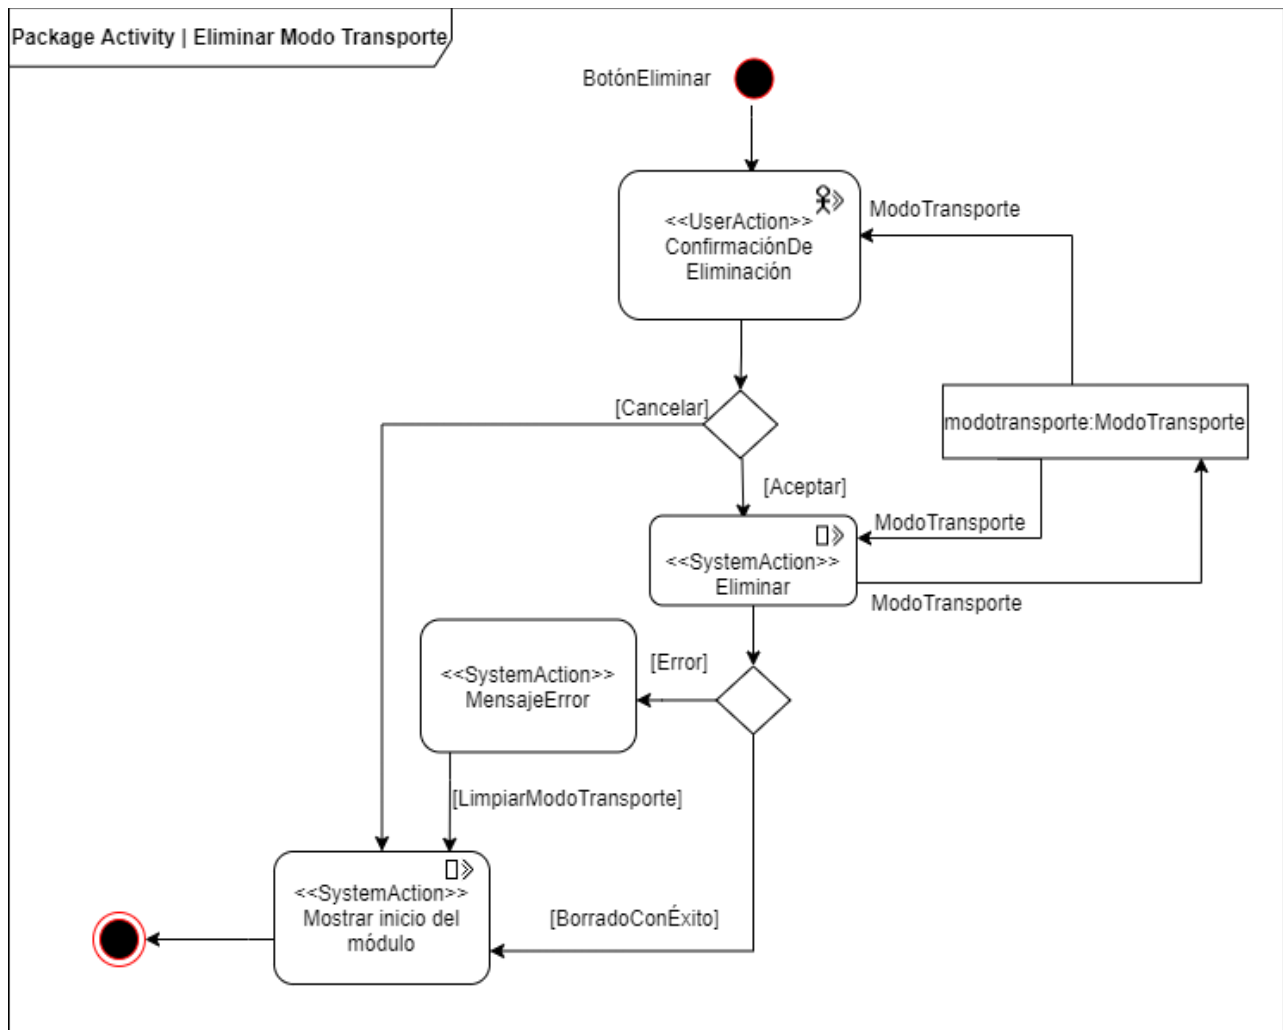 Package Activity | Eliminar Modo Transporte
BotónEliminar
<<UserAction>>
ConfirmaciónDe
Eliminación
ModoTransporte
[Cancelar]
modotransporte:ModoTransporte
[Aceptar]
ModoTransporte
<<SystemAction>>
Eliminar
ModoTransporte
[Error]
<<SystemAction>>
MensajeError
[LimpiarModoTransporte]
<<SystemAction>>
Mostrar inicio del
módulo
[BorradoConÉxito]